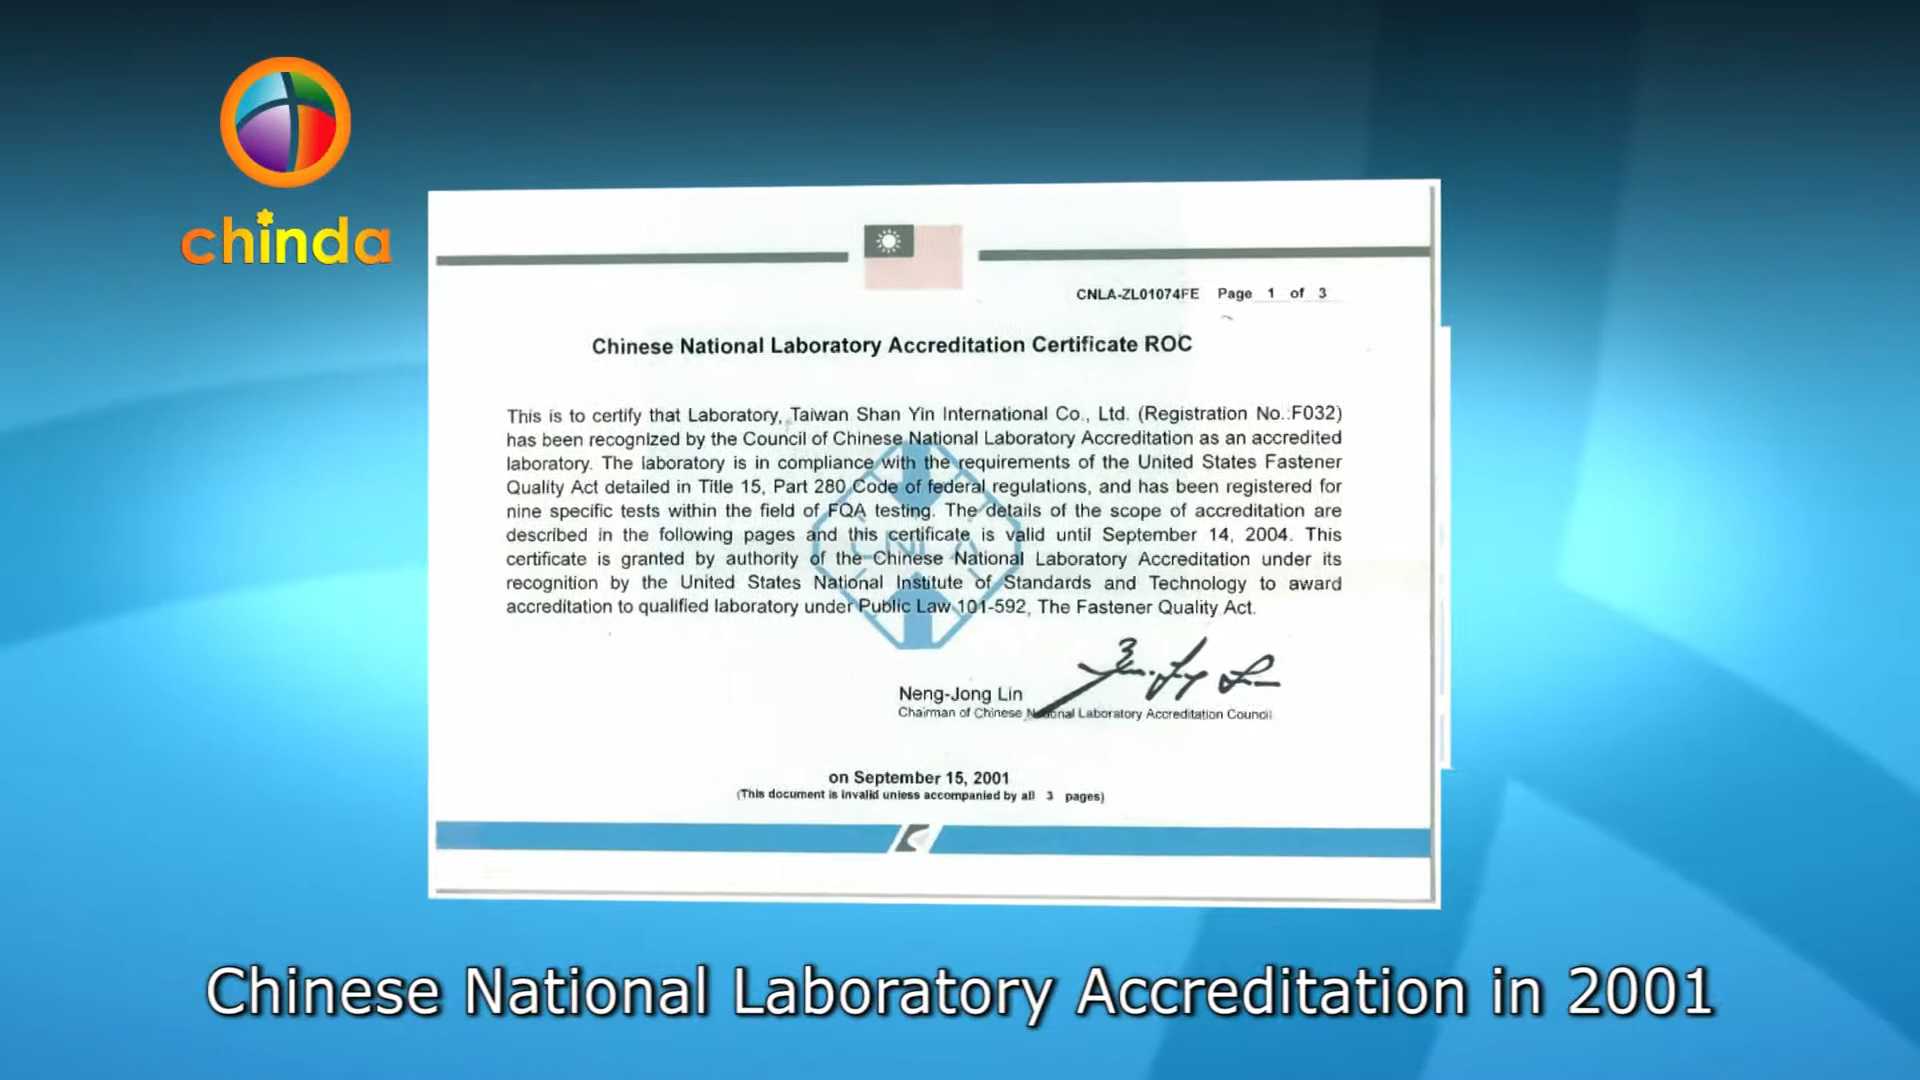 chinda
CNLA-ZL01074FE Page 1 of 3
Chinese National Laboratory Accreditation Certificate ROC
This is to certify that Laboratory, Taiwan Shan Yin International Co., Ltd. (Registration No.:F032)
has been recognized by the Council of Chinese National Laboratory Accreditation as an accredited
laboratory. The laboratory is in compliance with the requirements of the United States Fastener
Quality Act detailed in Title 15, Part 280 Code of federal regulations, and has been registered for
nine specific tests within the field of FQA testing. The details of the scope of accreditation are
described in the following pages and this certificate is valid until September 14, 2004. This
certificate is granted by authority of the Chinese National Laboratory Accreditation under its
recognition by the United States National Institute of Standards and Technology to award
accreditation to qualified laboratory under Public Law 101-592, The Fastener Quality Act.
CNLA
Neng-Jong Lin
Chairman of Chinese National Laboratory Accreditation Council
on September 15, 2001
(This document is invalid unless accompanied by all 3 pages)
Chinese National Laboratory Accreditation in 2001